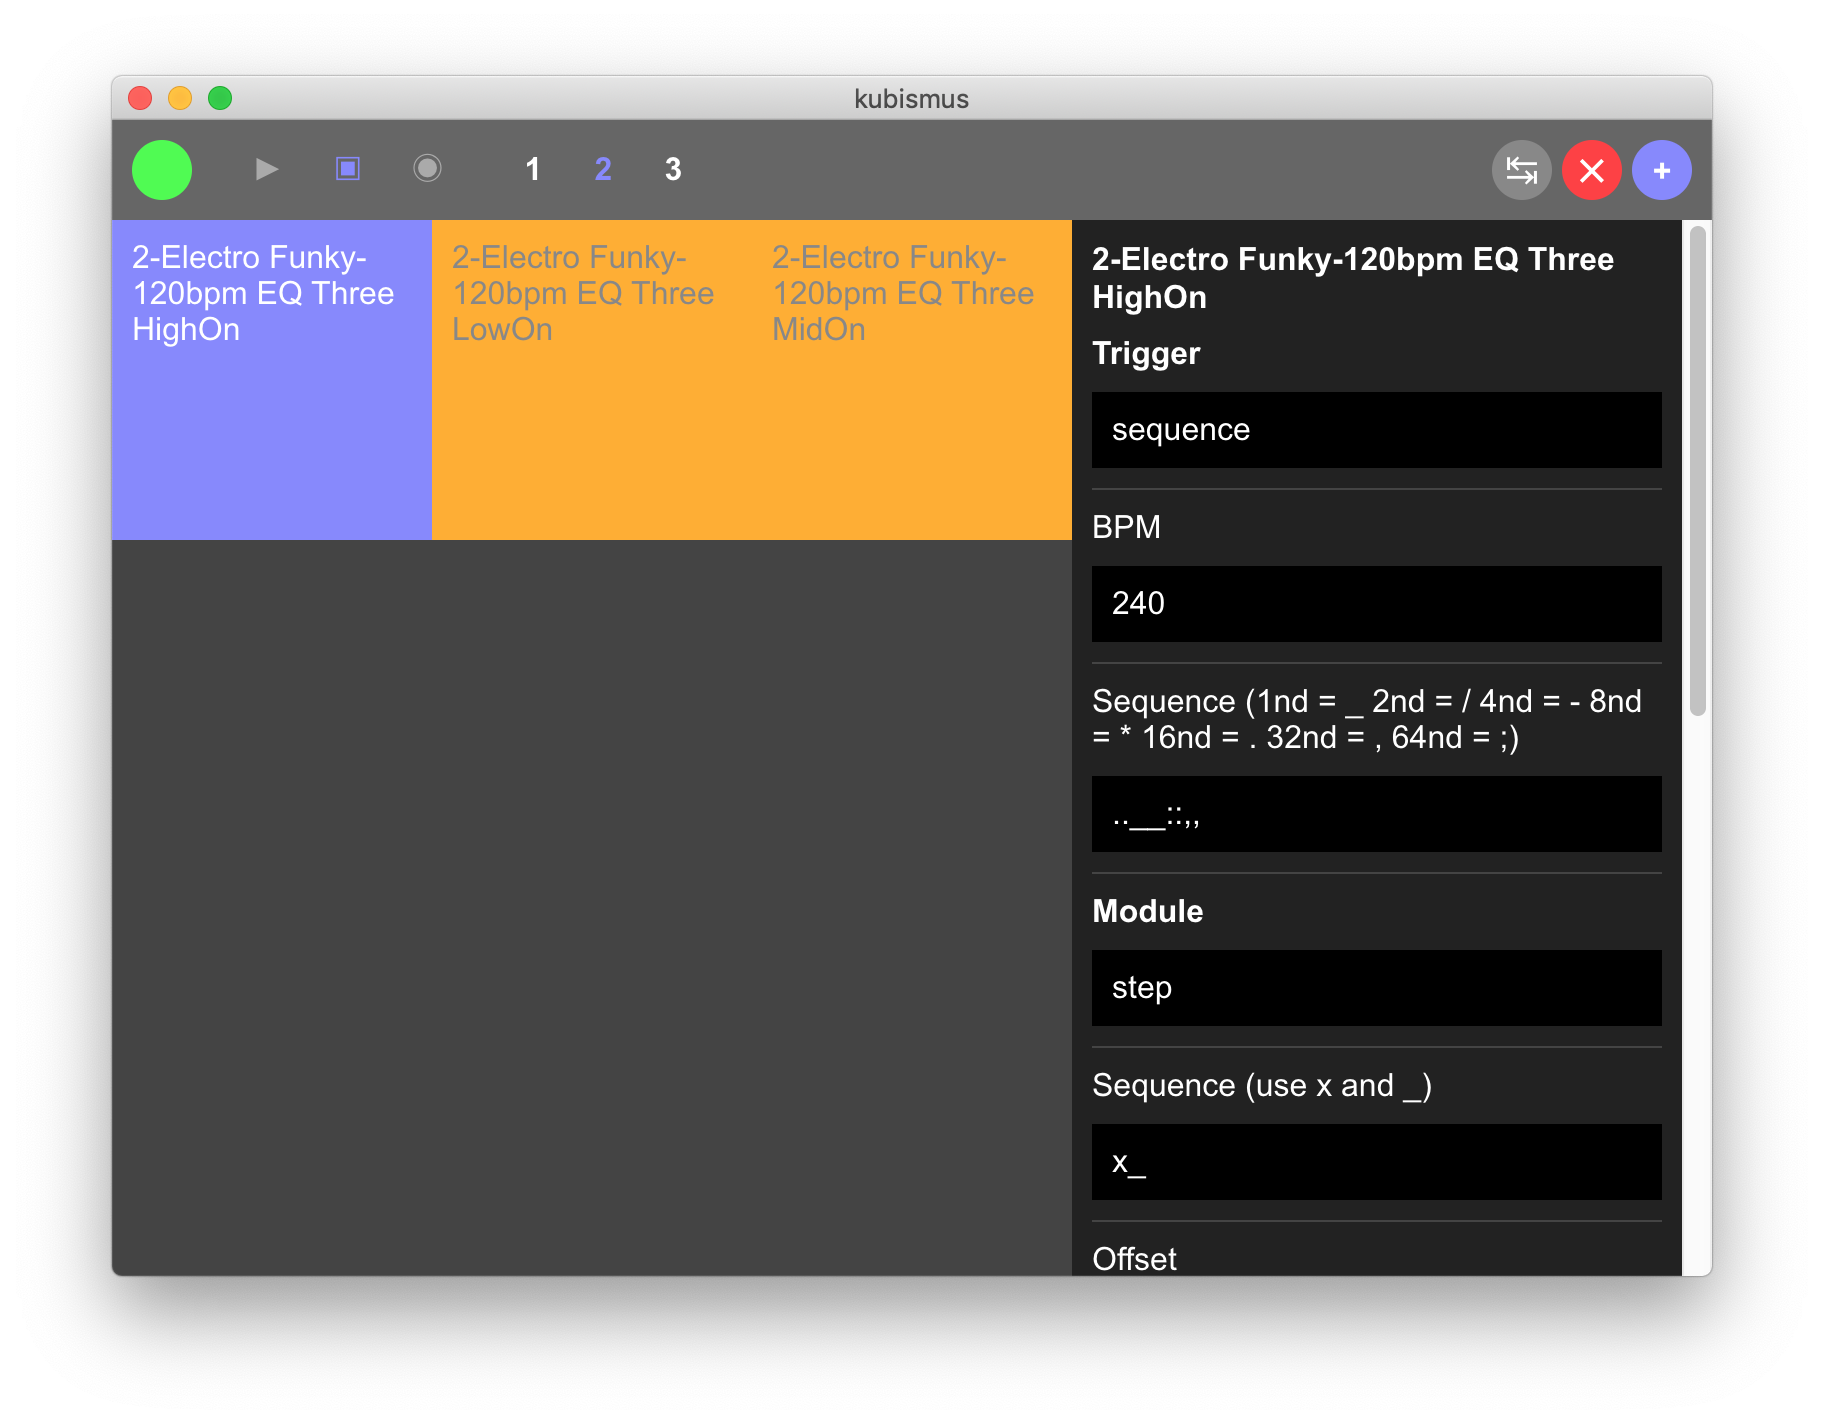 kubismus
1 2 3
2-Electro Funky-
120bpm EQ Three
HighOn
2-Electro Funky-
120bpm EQ Three
LowOn
2-Electro Funky-
120bpm EQ Three
MidOn
2-Electro Funky-120bpm EQ Three
HighOn
Trigger
sequence
BPM
240
Sequence (1nd = _ 2nd = / 4nd = - 8nd
= * 16nd = . 32nd = , 64nd = ;)
..__::,,
Module
step
Sequence (use x and _)
x_
Offset